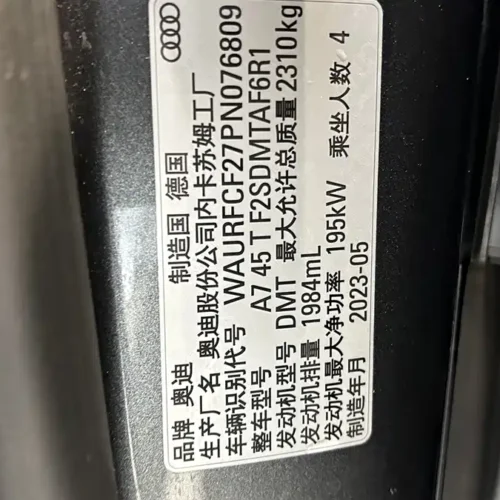 品牌 奥迪 制造国 德国
生产厂名 奥迪股份公司内卡苏姆工厂
车辆识别代号 WAURFCF27PN076809
整车型号 A7 45 T F2SDMTAF6R1
发动机型号 DMT 最大允许总质量 2310kg
发动机排量 1984mL
发动机最大净功率 195kW 乘坐人数 4
制造年月 2023-05